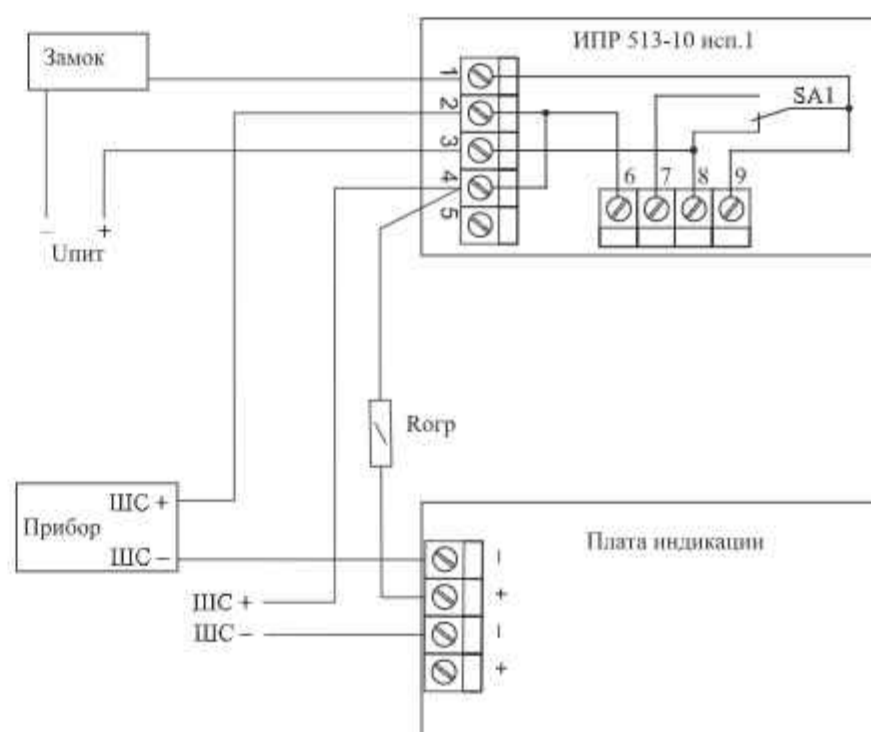 ИПР 513-10 исп.1
Замок
1
2
3
4
5
SA1
6 7 8 9
– +
Uпит
Rогр
Прибор
ШС +
ШС –
ШС +
ШС –
Плата индикации
–
+
–
+